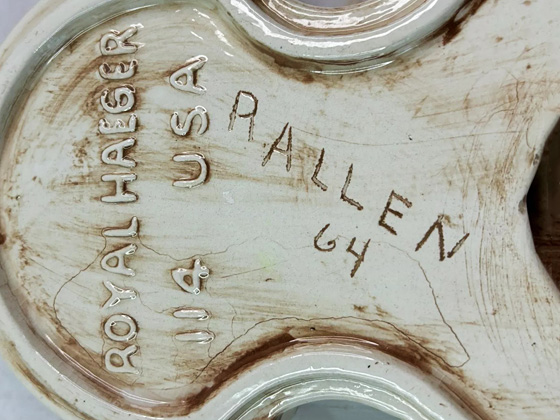 ROYAL HAEGER
114 USA
R ALLEN
64